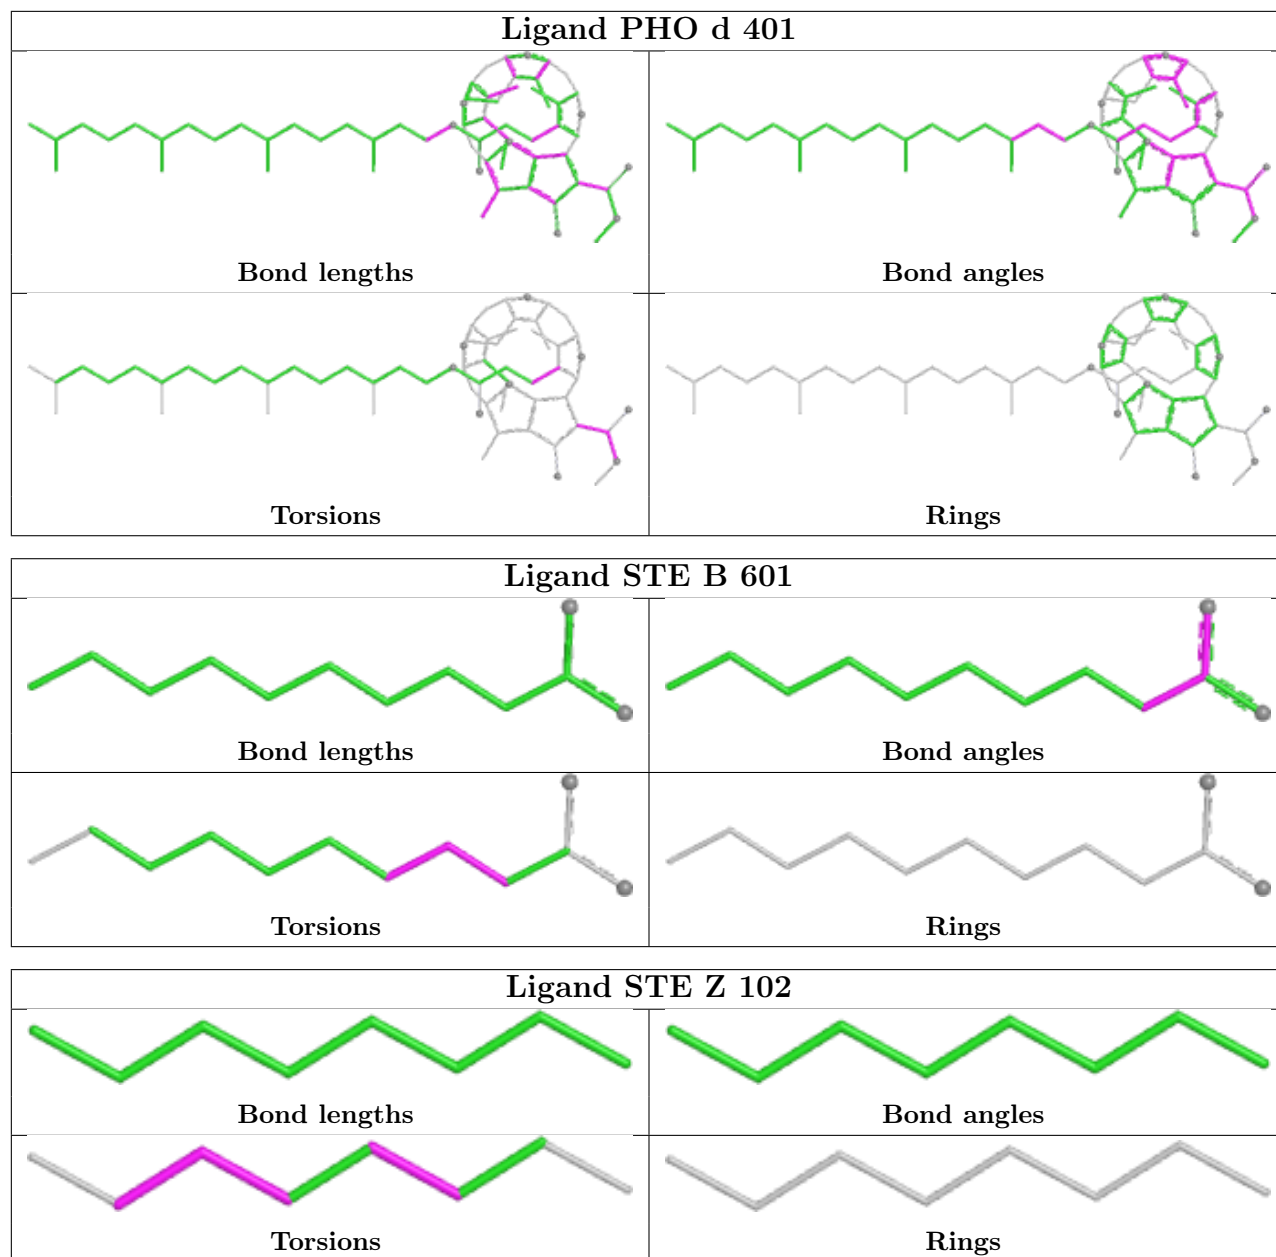 Ligand PHO d 401
Bond lengths
Bond angles
Torsions
Rings
Ligand STE B 601
Bond lengths
Bond angles
Torsions
Rings
Ligand STE Z 102
Bond lengths
Bond angles
Torsions
Rings